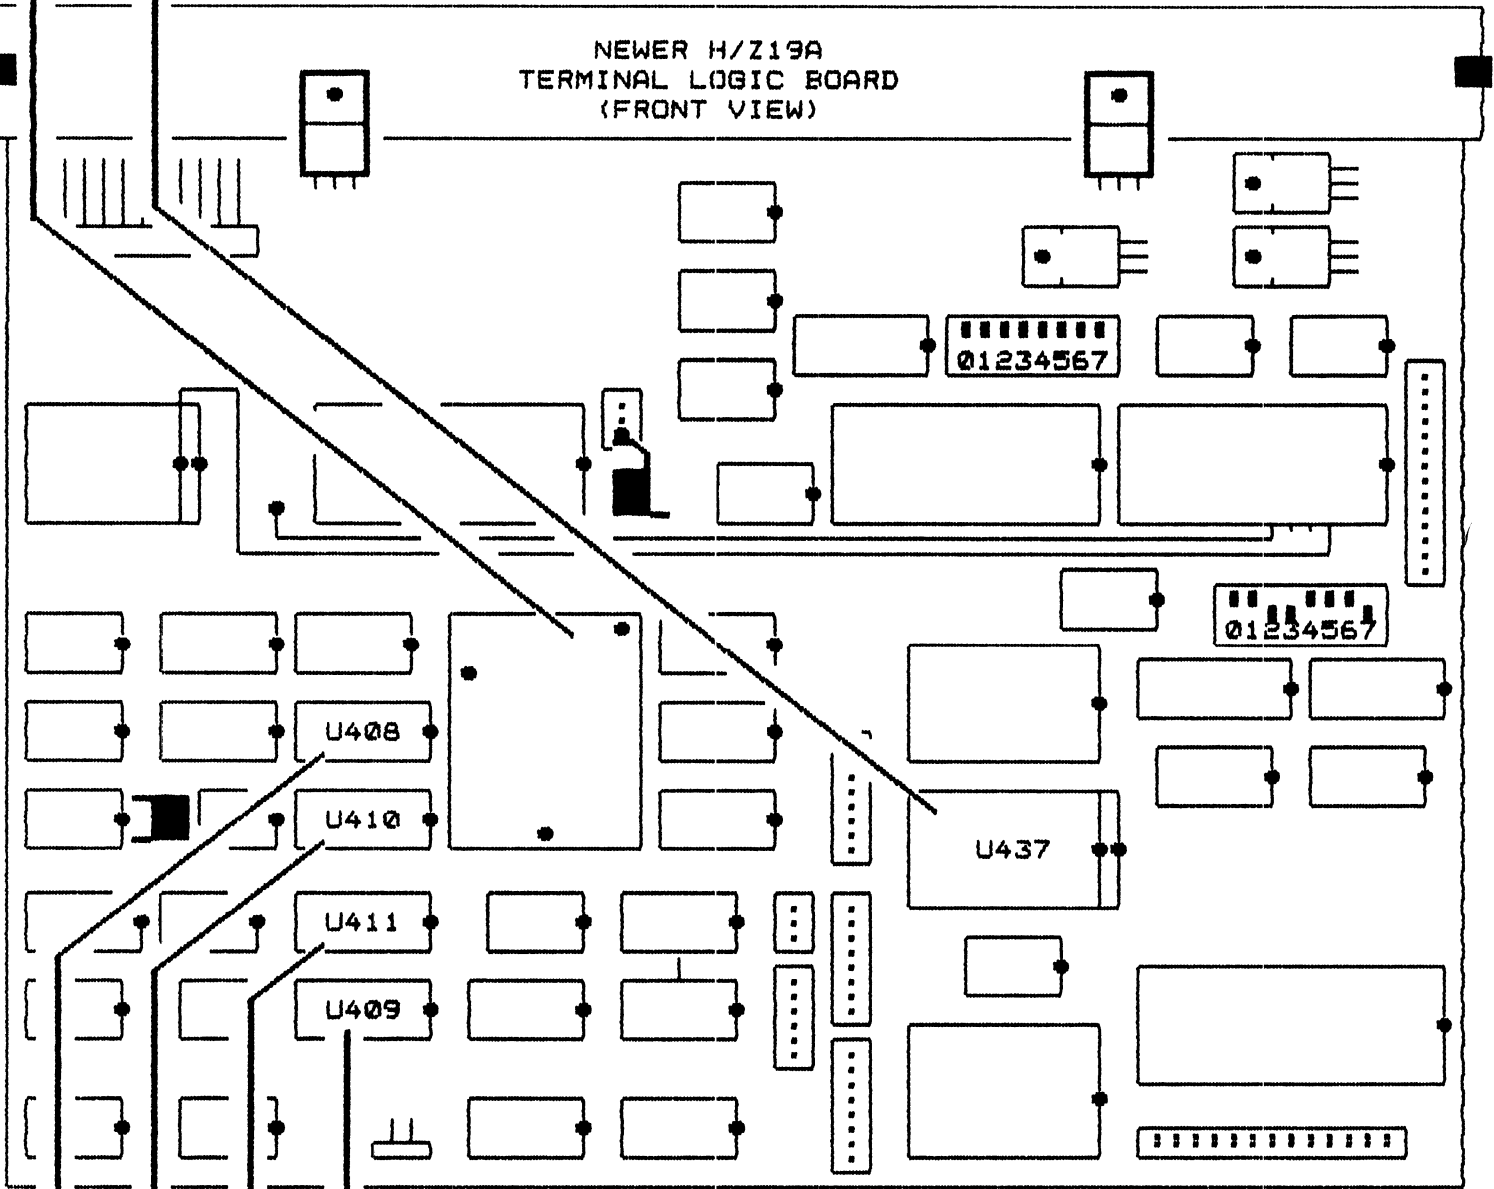 NEWER H/Z19A
TERMINAL LOGIC BOARD
(FRONT VIEW)
01234567
01234567
U408
U410
U437
U411
U409